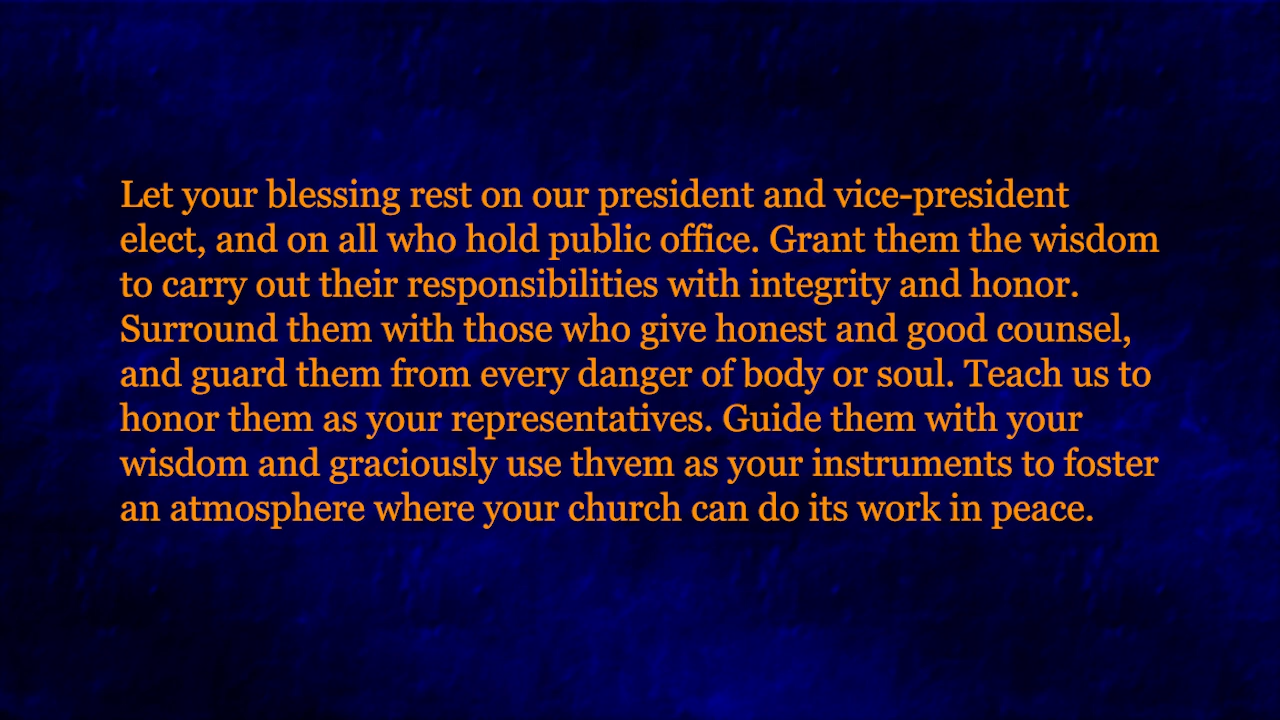 Let your blessing rest on our president and vice-president
elect, and on all who hold public office. Grant them the wisdom
to carry out their responsibilities with integrity and honor.
Surround them with those who give honest and good counsel,
and guard them from every danger of body or soul. Teach us to
honor them as your representatives. Guide them with your
wisdom and graciously use thvem as your instruments to foster
an atmosphere where your church can do its work in peace.